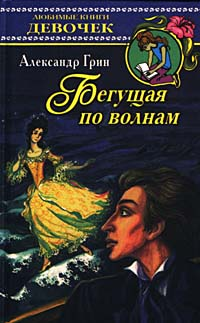 ЛЮБИМЫЕ КНИГИ
ДЕВОЧЕК
Александр Грин
Бегущая
по волнам